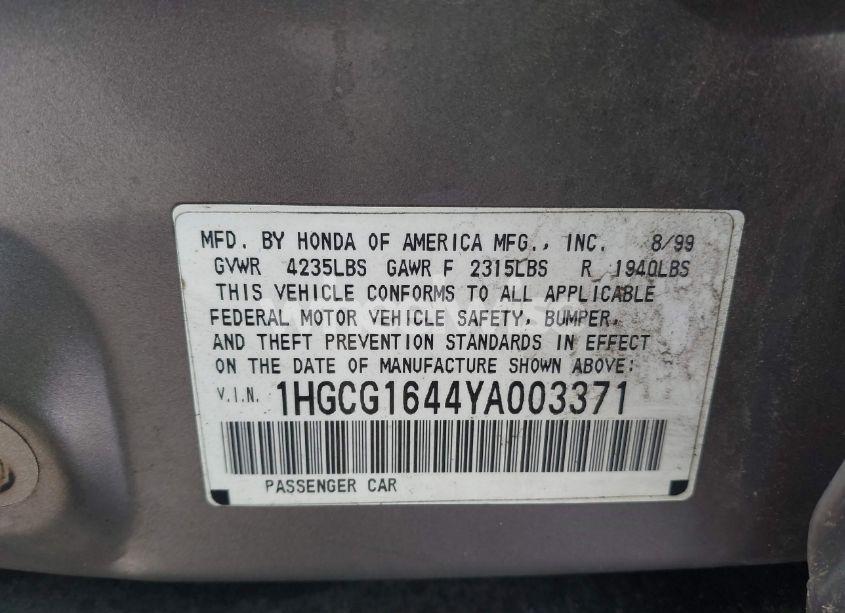 MFD. BY HONDA OF AMERICA MFG., INC. 8/99
GVWR 4235LBS GAWR F 2315LBS R 1940LBS
THIS VEHICLE CONFORMS TO ALL APPLICABLE
FEDERAL MOTOR VEHICLE SAFETY, BUMPER,
AND THEFT PREVENTION STANDARDS IN EFFECT
ON THE DATE OF MANUFACTURE SHOWN ABOVE:
V.I.N. 1HGCG1644YA003371
PASSENGER CAR